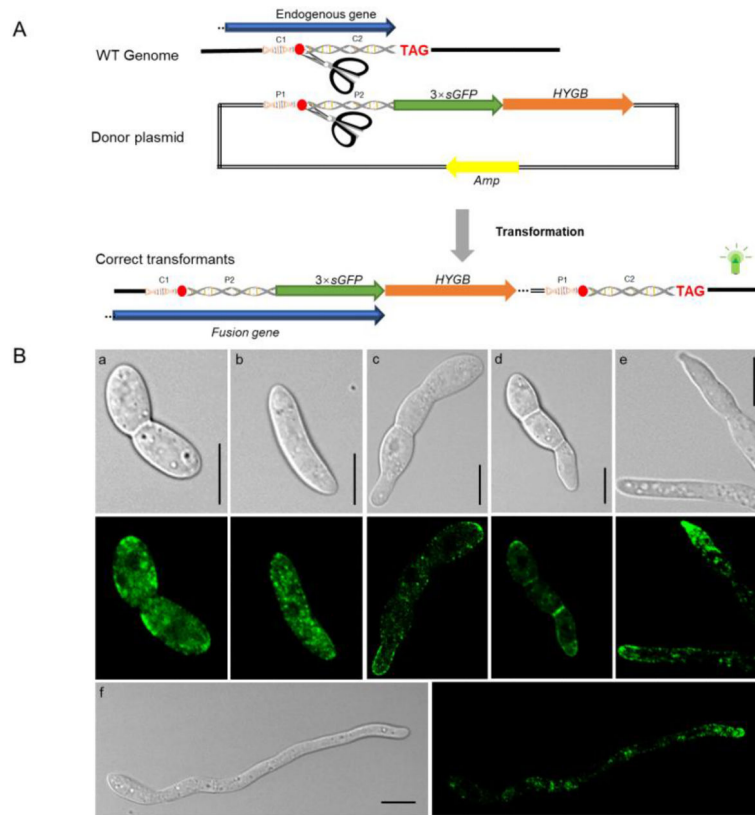 A
Endogenous gene
C1 C2
WT Genome TAG
P1 P2 3×sGFP HYGB
Donor plasmid
Amp
Transformation
Correct transformants
C1 P2 3×sGFP HYGB P1 C2
TAG
Fusion gene
B
a b c d e
f